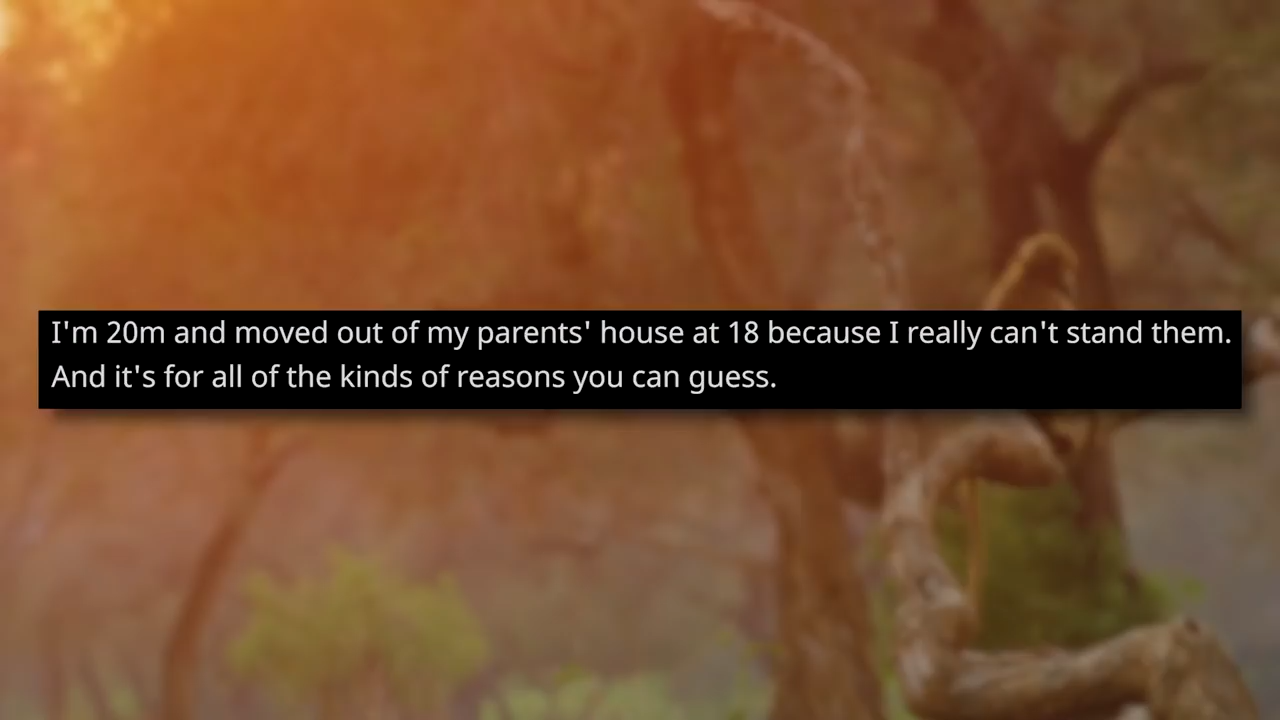 I'm 20m and moved out of my parents' house at 18 because I really can't stand them.
And it's for all of the kinds of reasons you can guess.